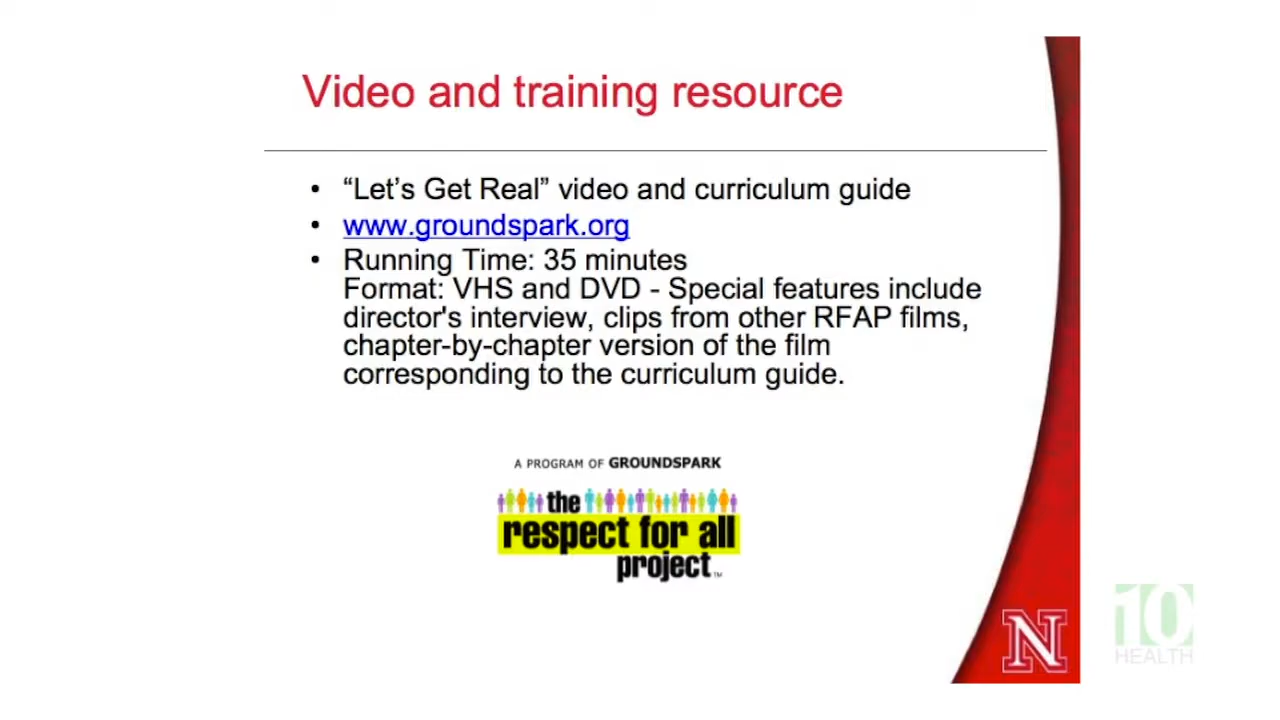 Video and training resource
• “Let’s Get Real” video and curriculum guide
• www.groundspark.org
• Running Time: 35 minutes
Format: VHS and DVD - Special features include
director's interview, clips from other RFAP films,
chapter-by-chapter version of the film
corresponding to the curriculum guide.
A PROGRAM OF GROUNDSPARK
the
respect for all
project™
N
10
HEALTH